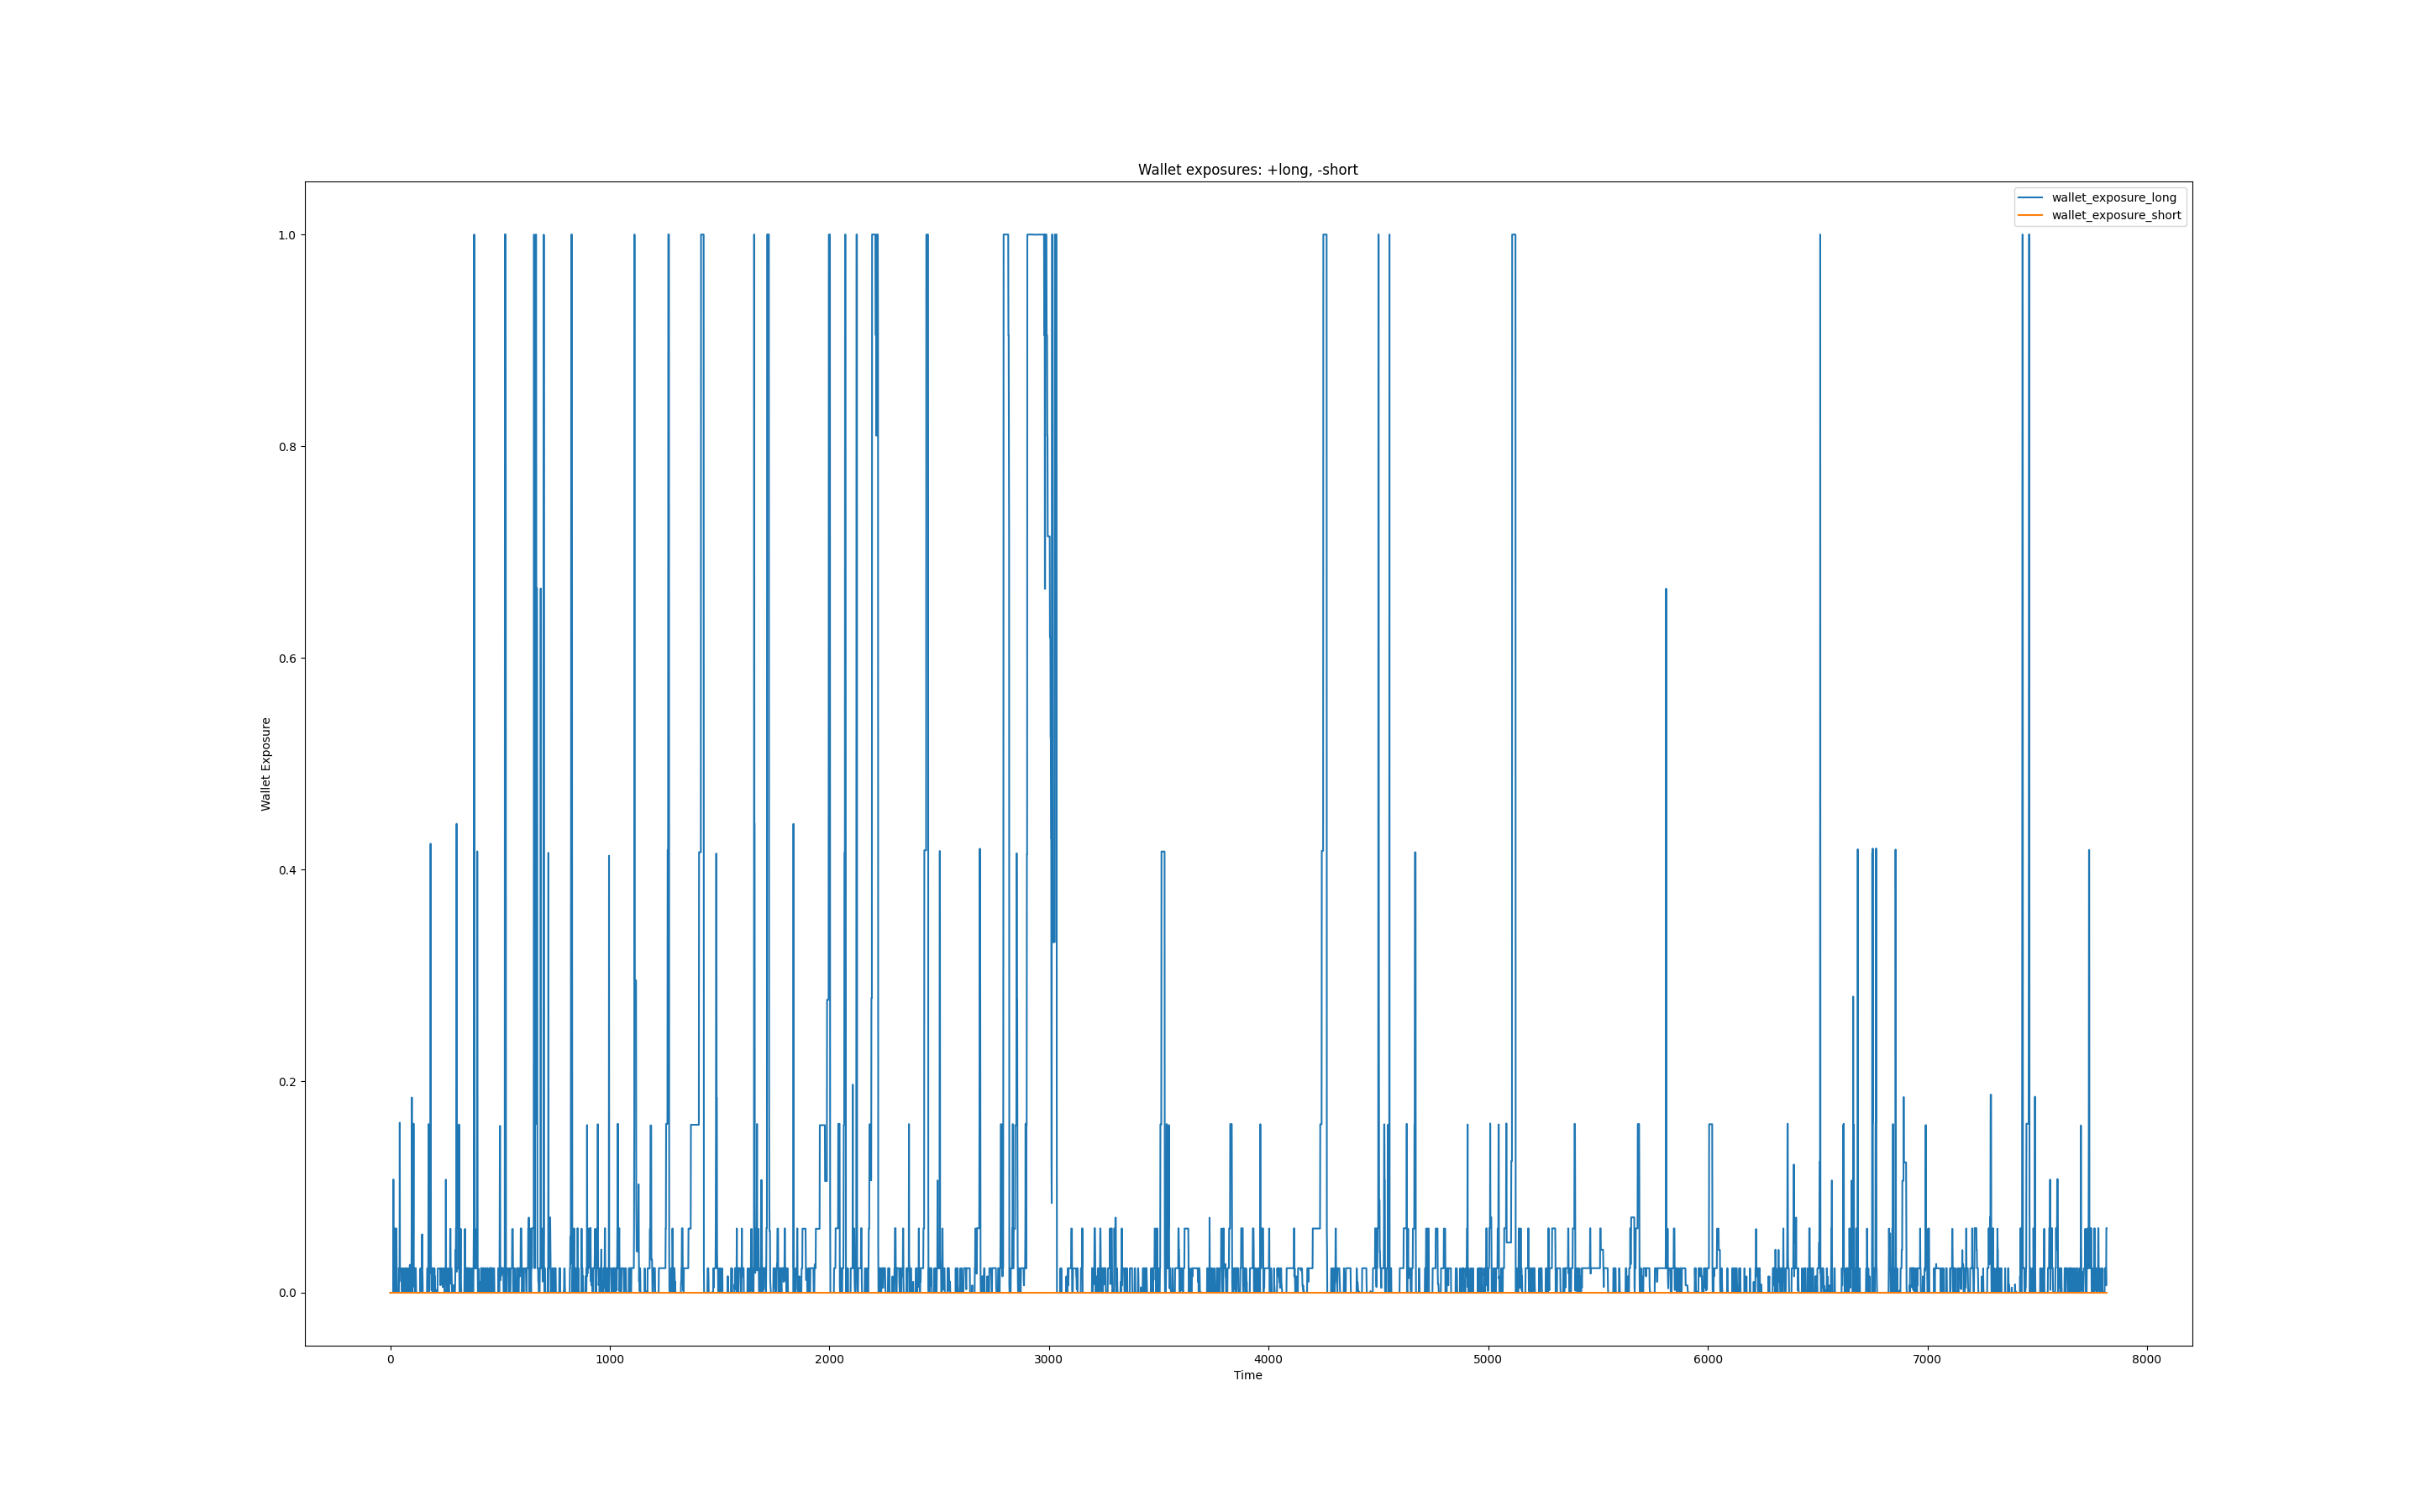 Wallet exposures: +long, -short
wallet_exposure_long
wallet_exposure_short
1.0
0.8
0.6
0.4
0.2
0.0
Wallet Exposure
0 1000 2000 3000 4000 5000 6000 7000 8000
Time